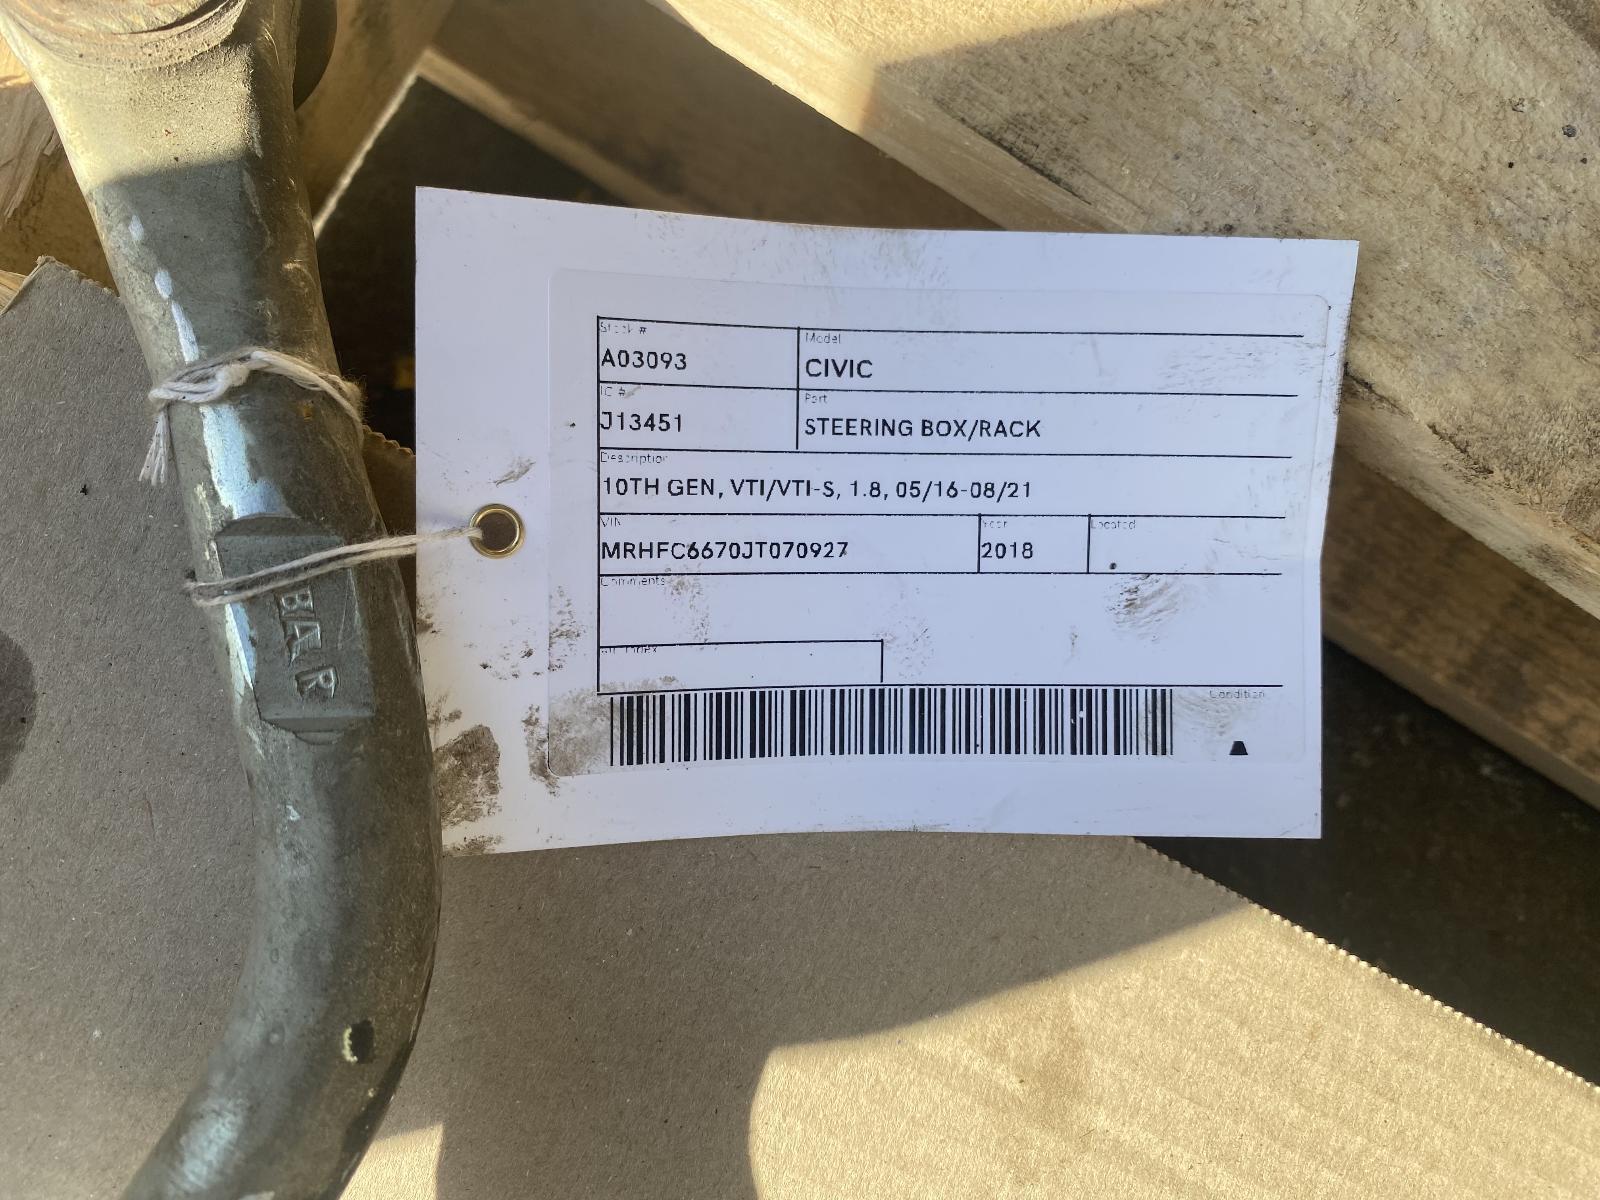 Stock #
A03093
Model
CIVIC
IC #
J13451
Part
STEERING BOX/RACK
Description
10TH GEN, VTI/VTI-S, 1.8, 05/16-08/21
VIN
MRHFC6670JT070927
Year
2018
Located
Comments
Condition
BAR